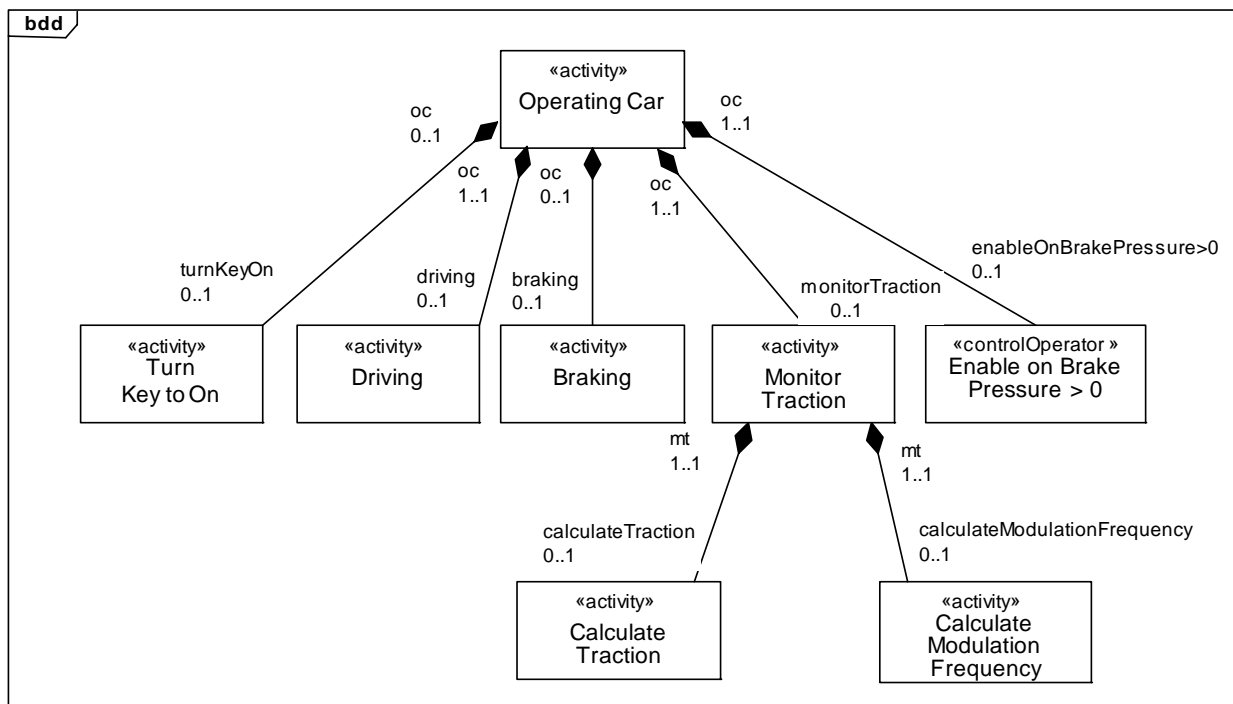 bdd
«activity»
Operating Car
oc
0..1
oc
1..1
oc
0..1
oc
1..1
oc
1..1
turnKeyOn
0..1
driving
0..1
braking
0..1
monitorTraction
0..1
enableOnBrakePressure>0
0..1
«activity»
Turn
Key to On
«activity»
Driving
«activity»
Braking
«activity»
Monitor
Traction
«controlOperator »
Enable on Brake
Pressure > 0
mt
1..1
mt
1..1
calculateTraction
0..1
calculateModulationFrequency
0..1
«activity»
Calculate
Traction
«activity»
Calculate
Modulation
Frequency